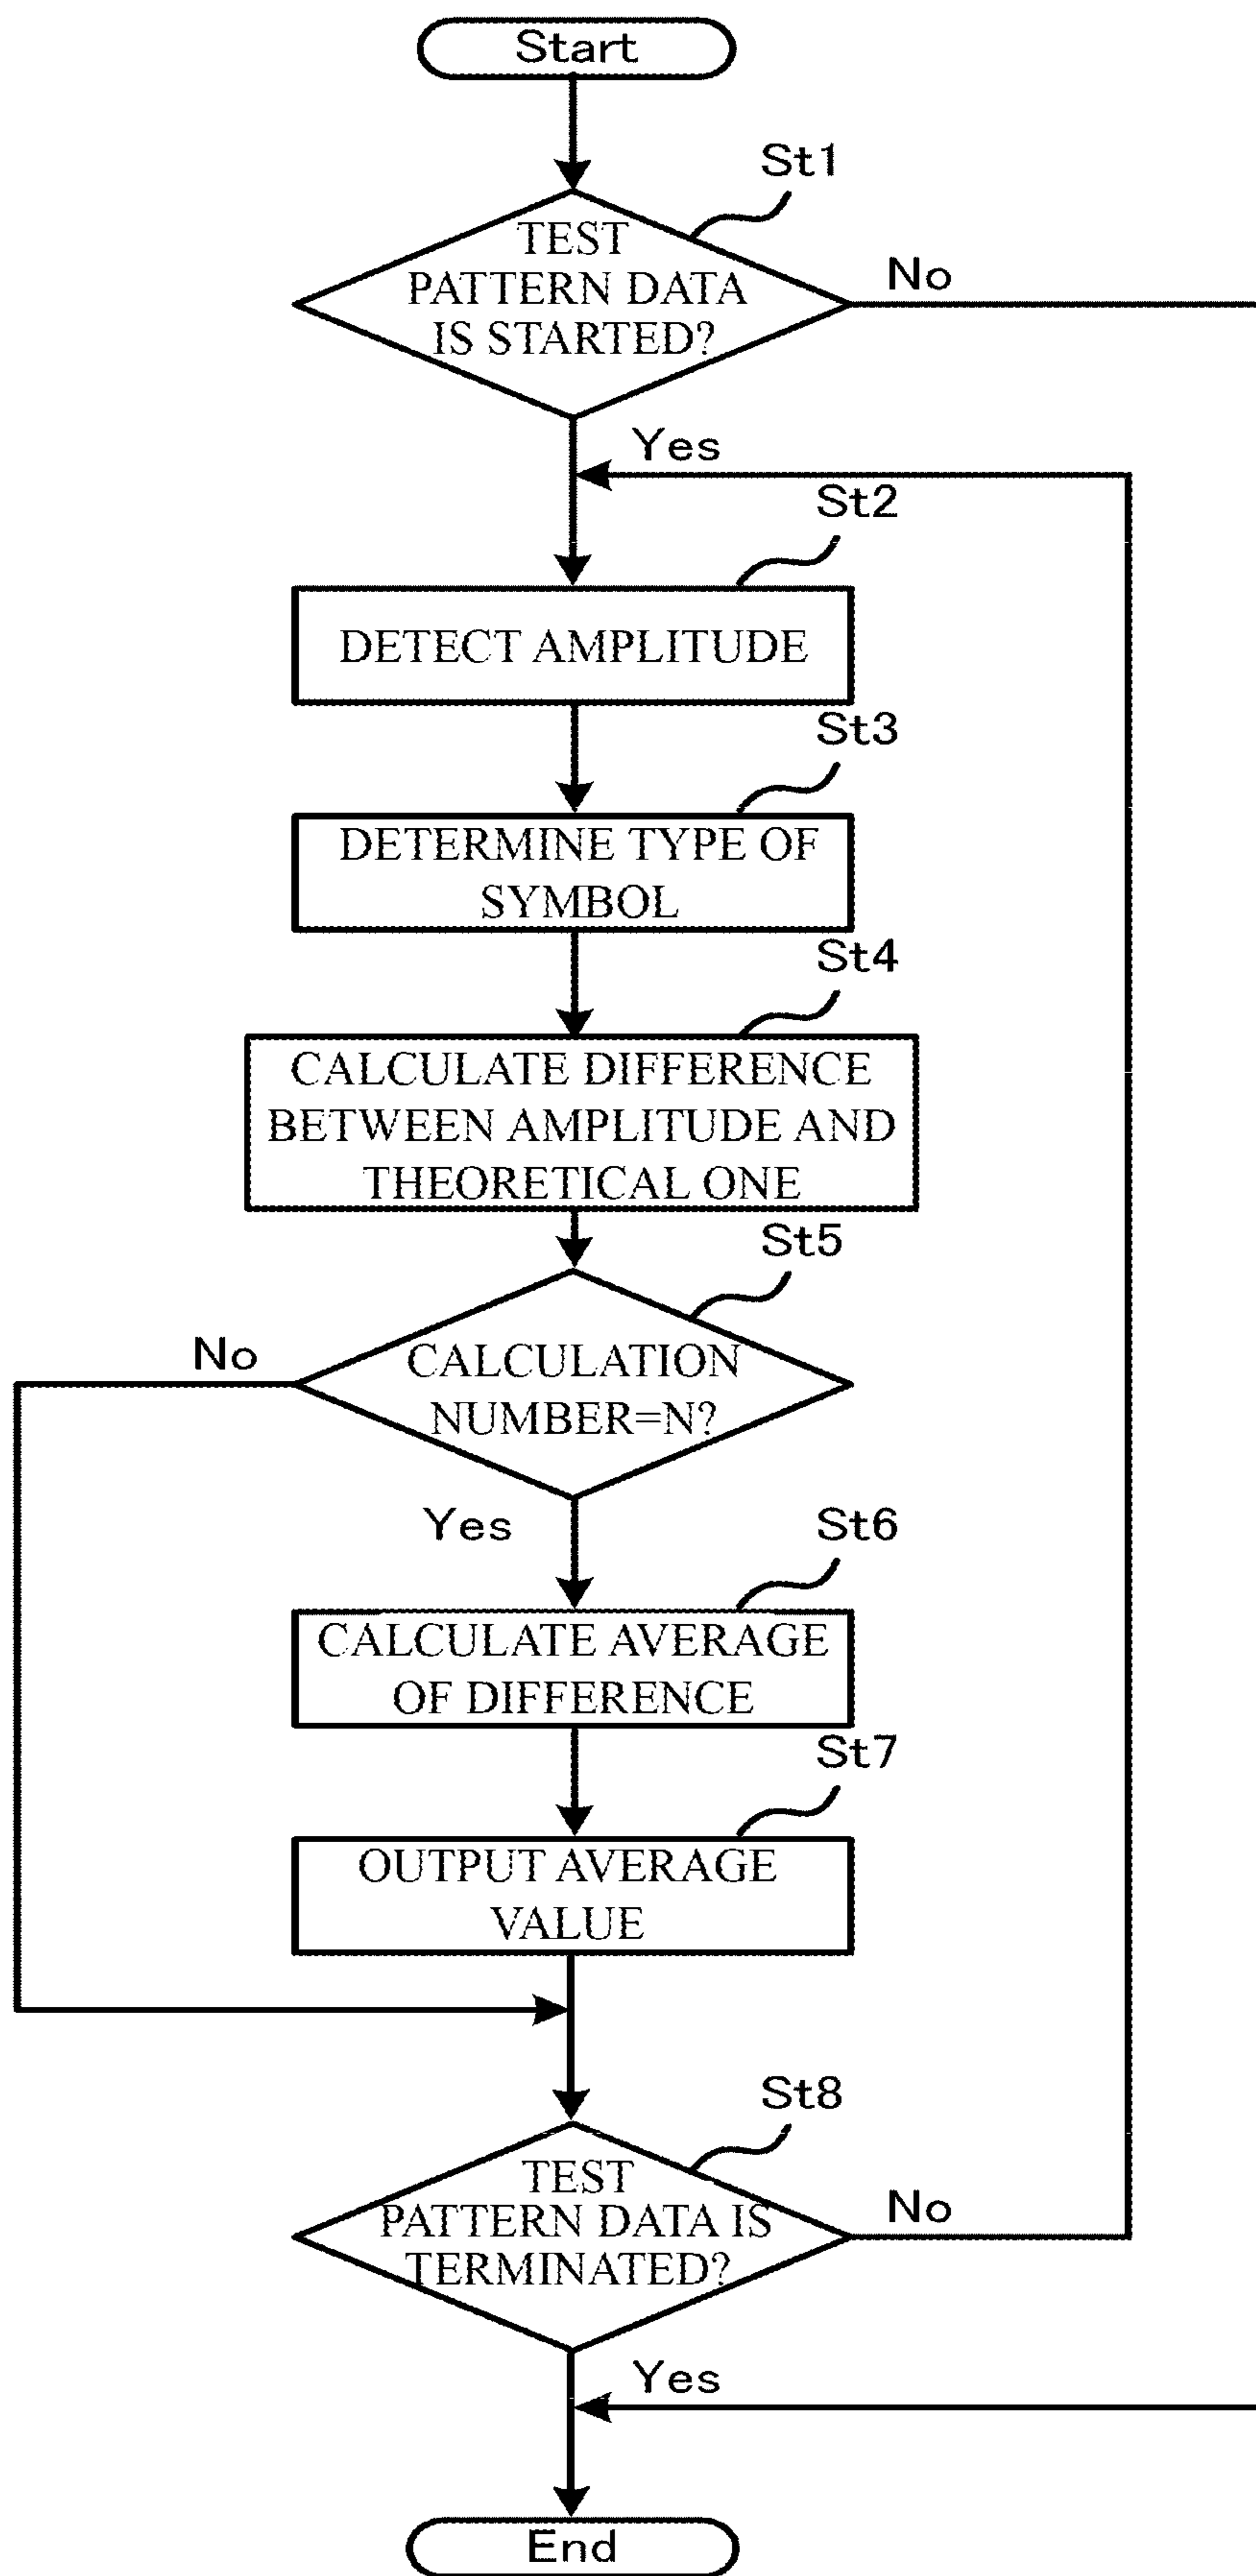 Start
St1
TEST
PATTERN DATA
IS STARTED?
No
Yes
St2
DETECT AMPLITUDE
St3
DETERMINE TYPE OF
SYMBOL
St4
CALCULATE DIFFERENCE
BETWEEN AMPLITUDE AND
THEORETICAL ONE
St5
No
CALCULATION
NUMBER=N?
Yes
St6
CALCULATE AVERAGE
OF DIFFERENCE
St7
OUTPUT AVERAGE
VALUE
St8
TEST
PATTERN DATA IS
TERMINATED?
No
Yes
End